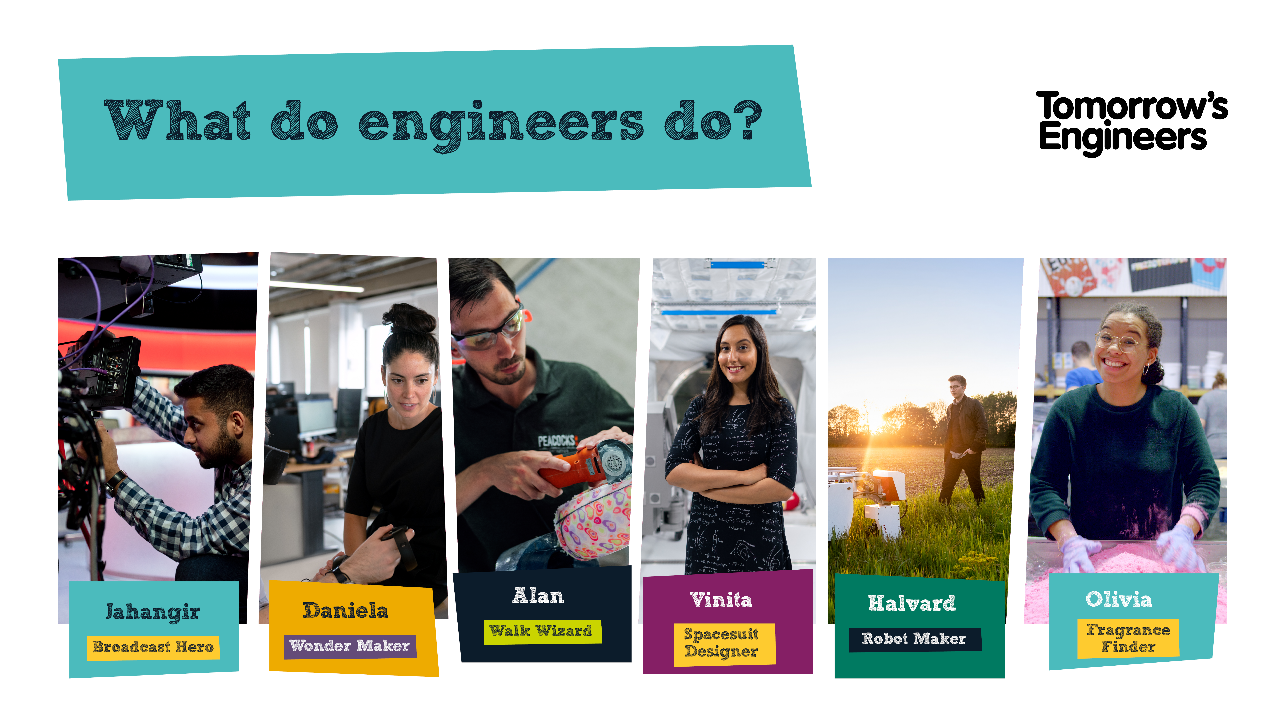 What do engineers do?
Tomorrow's
Engineers
PEACOCKS
Jahangir
Broadcast Hero
Daniela
Wonder Maker
Alan
Walk Wizard
Vinita
Spacesuit
Designer
Halvard
Robot Maker
Olivia
Fragrance
Finder